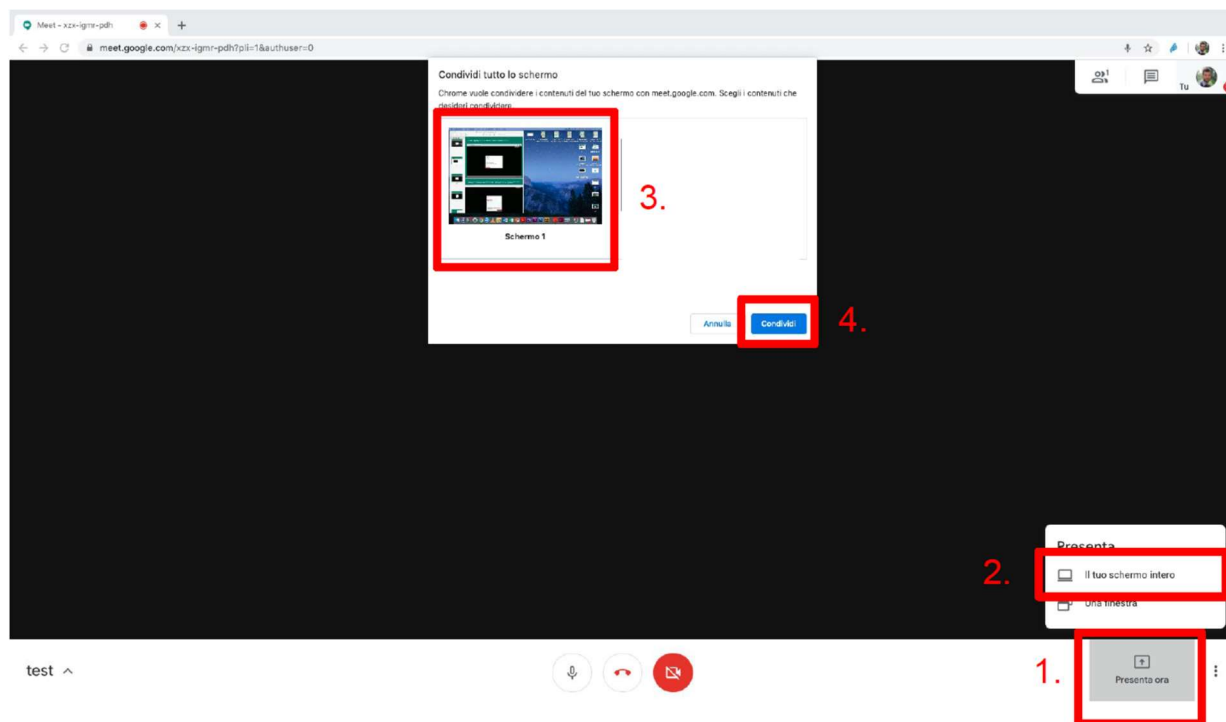 Meet - xzx-igmr-pdh
meet.google.com/xzx-igmr-pdh?pli=1&authuser=0
Condividi tutto lo schermo
Chrome vuole condividere i contenuti del tuo schermo con meet.google.com. Scegli i contenuti che
desideri condividere.
1
Tu
3.
Schermo 1
Annulla
Condividi
4.
Presenta
2.
Il tuo schermo intero
Una finestra
test
1.
Presenta ora